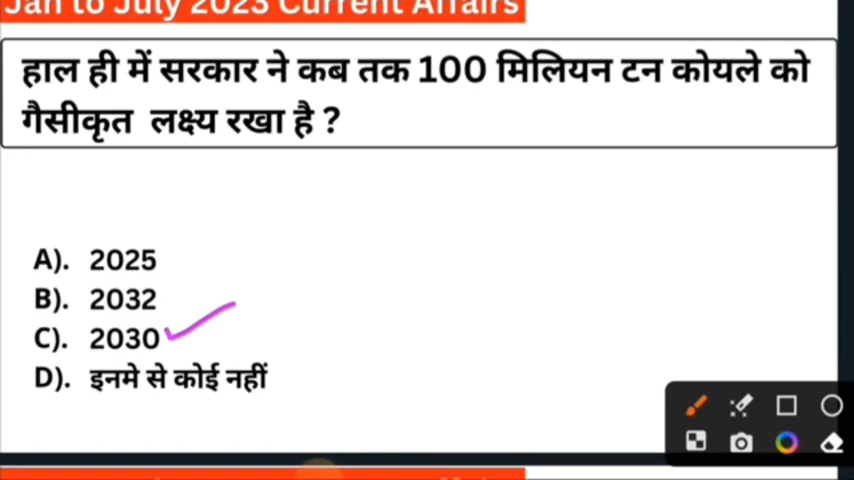 Jan to July 2023 Current Affairs
हाल ही में सरकार ने कब तक 100 मिलियन टन कोयले को
गैसीकृत लक्ष्य रखा है ?
A). 2025
B). 2032
C). 2030
D). इनमे से कोई नहीं